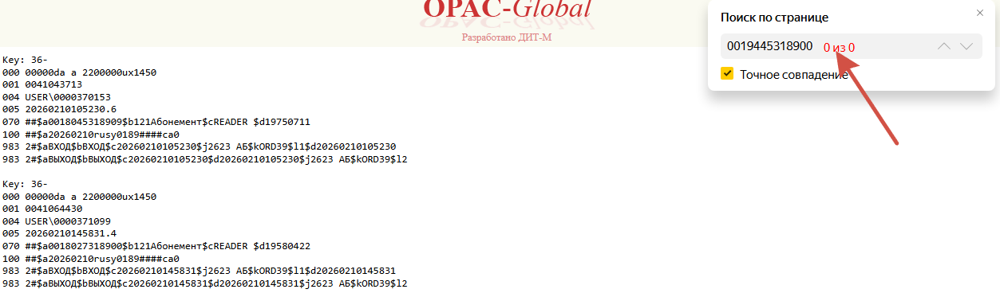 OPAC-Global
Разработано ДИТ-М
Поиск по странице
0019445318900 0 из 0
Точное совпадение
Key: 36-
000 00000da a 2200000ux1450
001 0041043713
004 USER\0000370153
005 20260210105230.6
070 ##$a0018045318909$b121Абонемент$cREADER $d19750711
100 ##$a20260210rusy0189####ca0
983 2#$aВХОД$bВХОД$c20260210105230$j2623 АБ$kORD39$l1$d20260210105230
983 2#$aВЫХОД$bВЫХОД$c20260210105230$d20260210105230$j2623 АБ$kORD39$l2
Key: 36-
000 00000da a 2200000ux1450
001 0041064430
004 USER\0000371099
005 20260210145831.4
070 ##$a0018027318900$b121Абонемент$cREADER $d19580422
100 ##$a20260210rusy0189####ca0
983 2#$aВХОД$bВХОД$c20260210145831$j2623 АБ$kORD39$l1$d20260210145831
983 2#$aВЫХОД$bВЫХОД$c20260210145831$d20260210145831$j2623 АБ$kORD39$l2